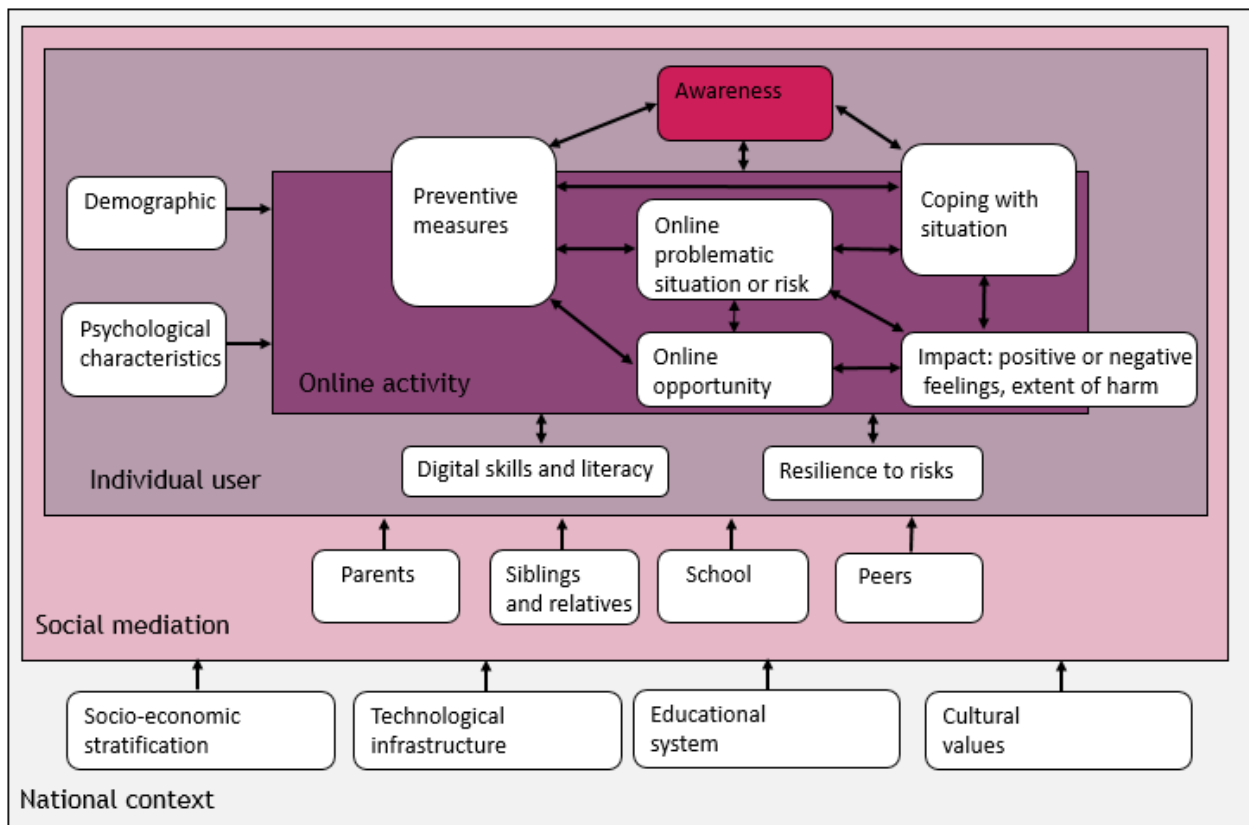 Awareness
Demographic
Preventive
measures
Coping with
situation
Online
problematic
situation or risk
Psychological
characteristics
Online
opportunity
Impact: positive or negative
feelings, extent of harm
Online activity
Digital skills and literacy
Resilience to risks
Individual user
Parents
Siblings
and relatives
School
Peers
Social mediation
Socio-economic
stratification
Technological
infrastructure
Educational
system
Cultural
values
National context